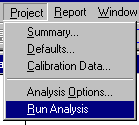 Project Report Window
Summary...
Defaults...
Calibration Data...
Analysis Options...
Run Analysis